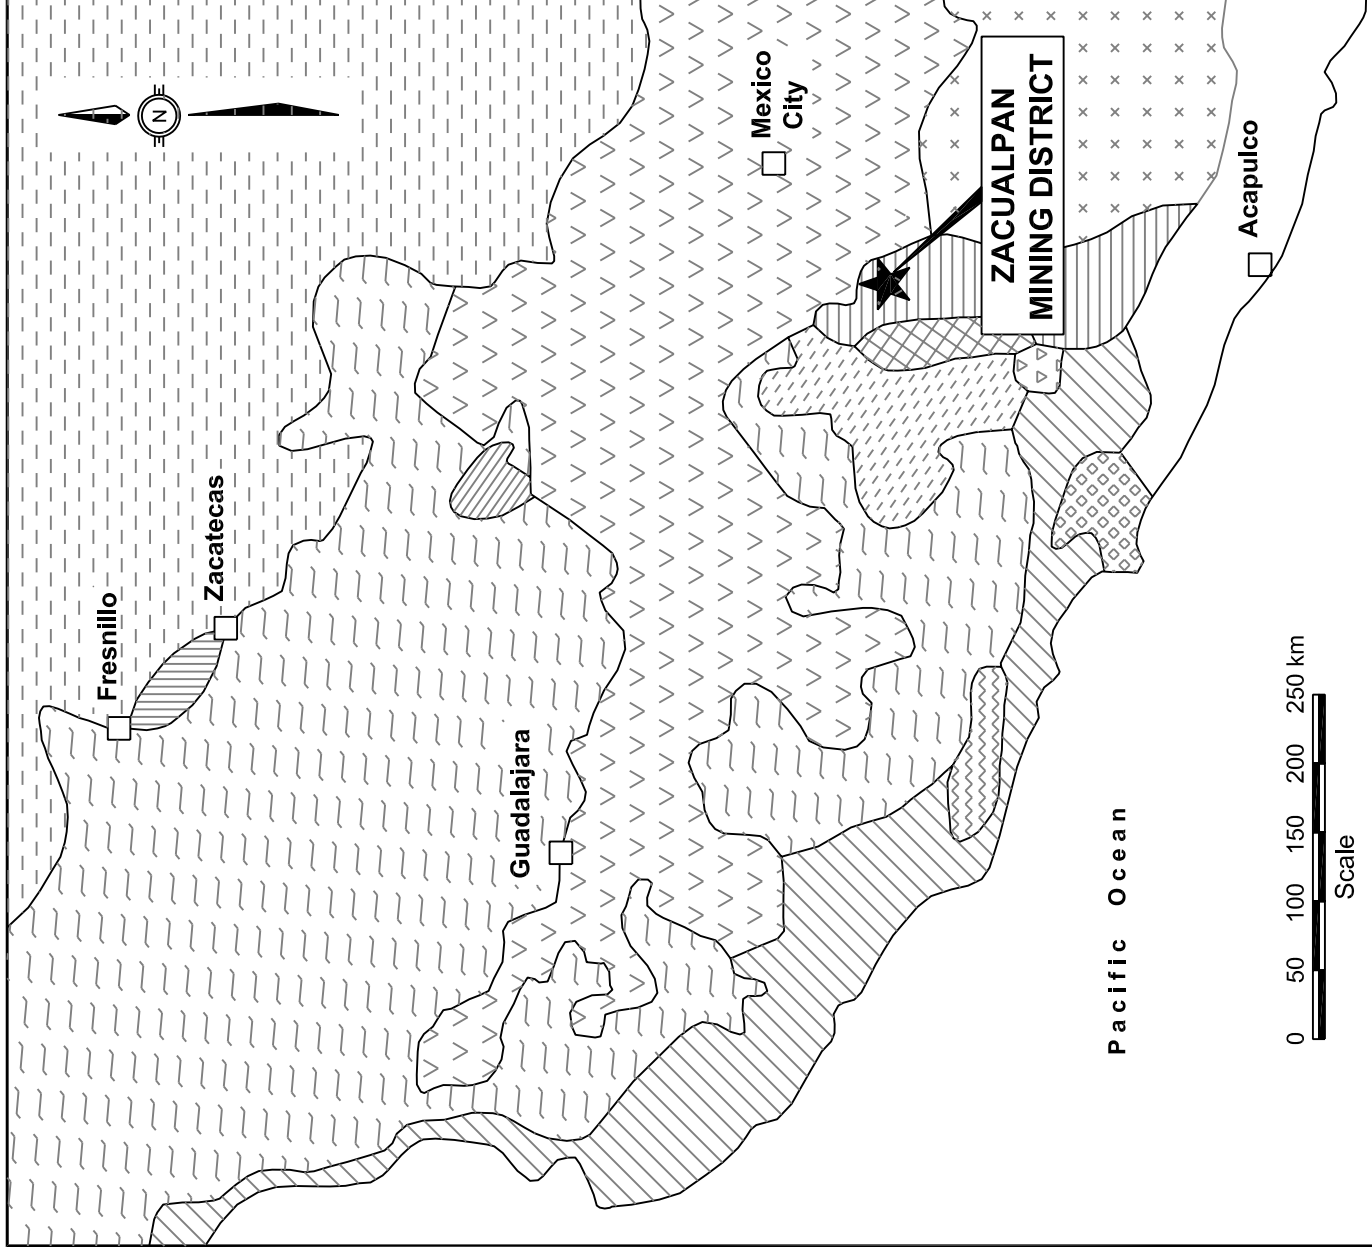 N
Fresnillo
Zacatecas
Guadalajara
Mexico
City
ZACUALPAN
MINING DISTRICT
Acapulco
Pacific Ocean
0 50 100 150 200 250 km
Scale